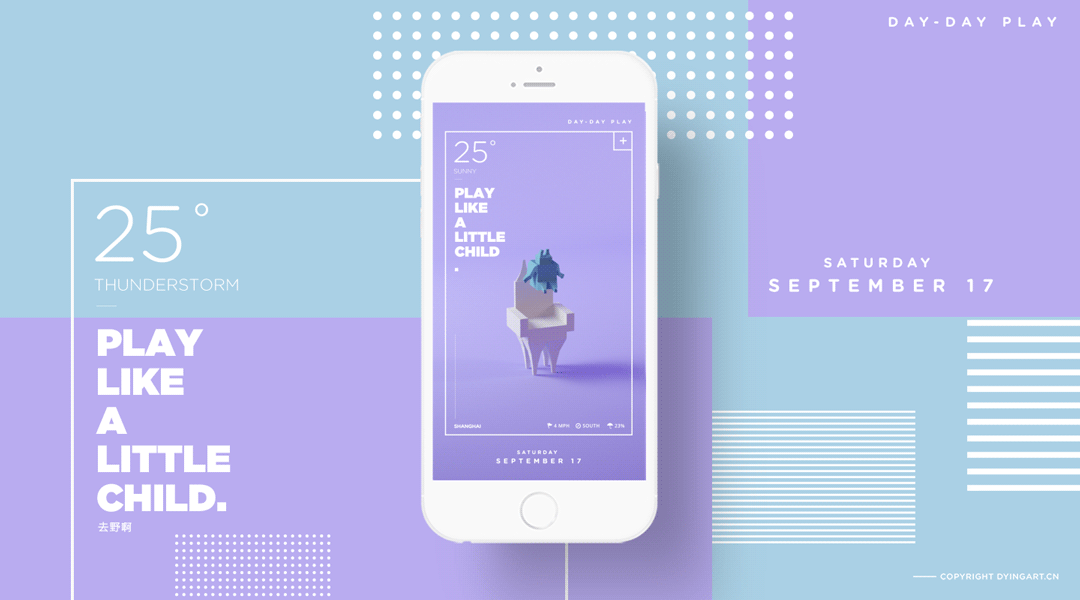 DAY-DAY PLAY
DAY-DAY PLAY
25°
SUNNY
PLAY
LIKE
A
LITTLE
CHILD
.
SHANGHAI
4 MPH SOUTH 23%
SATURDAY
SEPTEMBER 17
25°
THUNDERSTORM
PLAY
LIKE
A
LITTLE
CHILD.
去野啊
SATURDAY
SEPTEMBER 17
COPYRIGHT DYINGART.CN